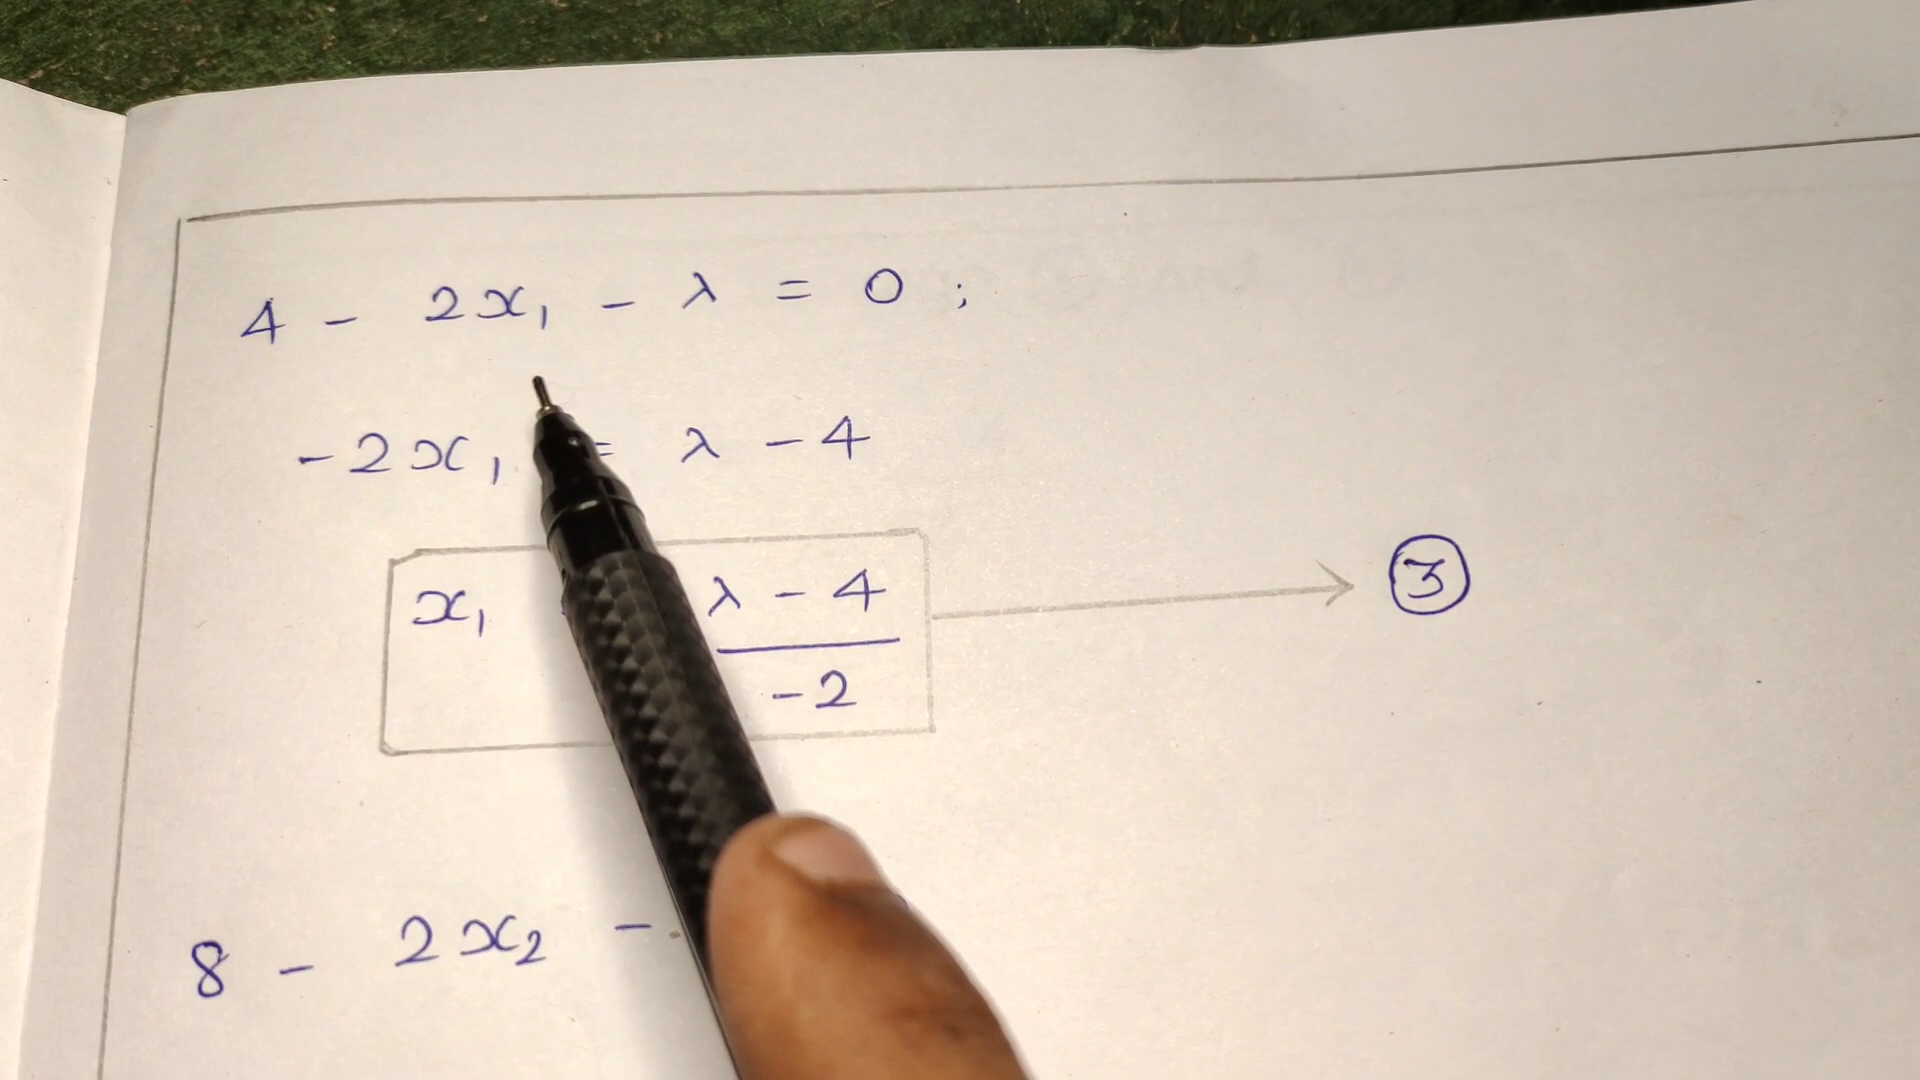 4 - 2x₁ - λ = 0 ;
-2x₁ = λ - 4
x₁ λ - 4
-2
③
8 - 2x₂ -